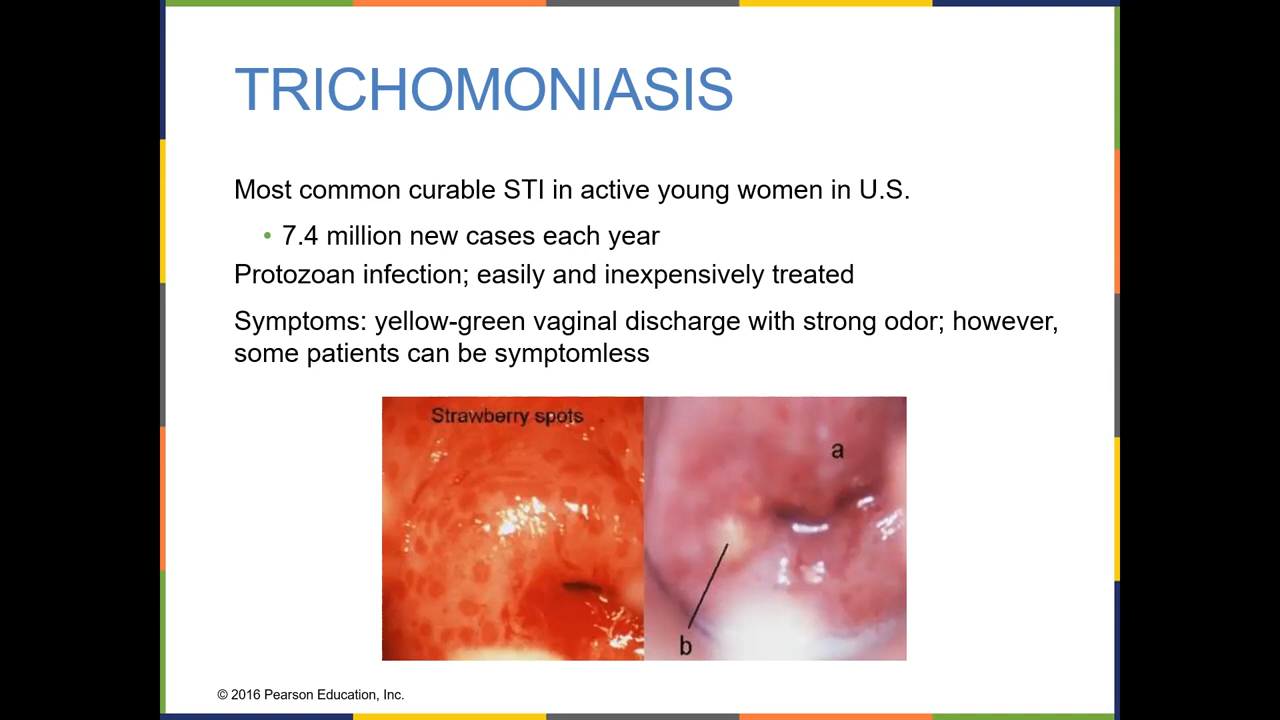 TRICHOMONIASIS
Most common curable STI in active young women in U.S.
• 7.4 million new cases each year
Protozoan infection; easily and inexpensively treated
Symptoms: yellow-green vaginal discharge with strong odor; however,
some patients can be symptomless
Strawberry spots
a
b
© 2016 Pearson Education, Inc.